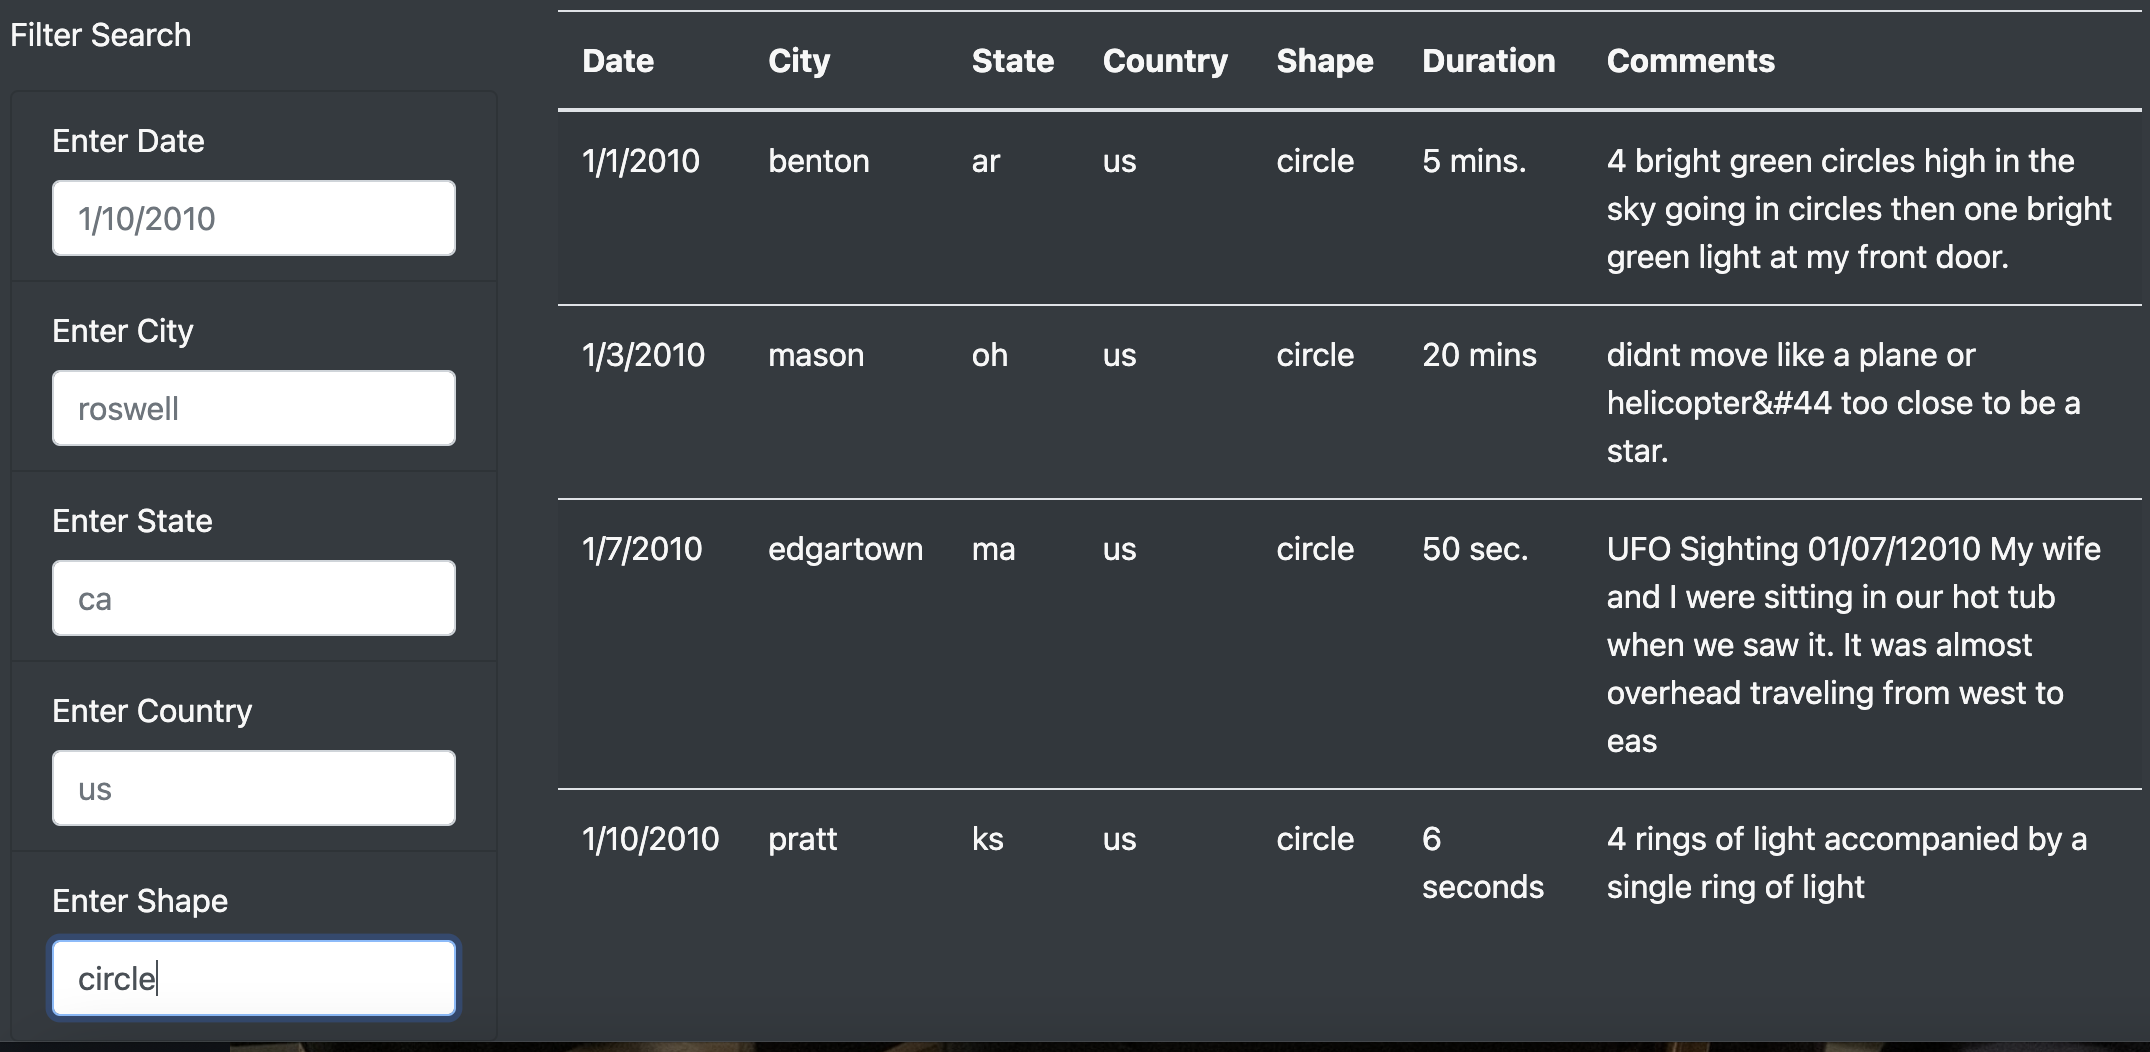 Filter Search
Enter Date
1/10/2010
Enter City
roswell
Enter State
ca
Enter Country
us
Enter Shape
circle
Date City State Country Shape Duration Comments
1/1/2010 benton ar us circle 5 mins. 4 bright green circles high in the
sky going in circles then one bright
green light at my front door.
1/3/2010 mason oh us circle 20 mins didnt move like a plane or
helicopter&#44 too close to be a
star.
1/7/2010 edgartown ma us circle 50 sec. UFO Sighting 01/07/12010 My wife
and I were sitting in our hot tub
when we saw it. It was almost
overhead traveling from west to
eas
1/10/2010 pratt ks us circle 6 4 rings of light accompanied by a
seconds single ring of light